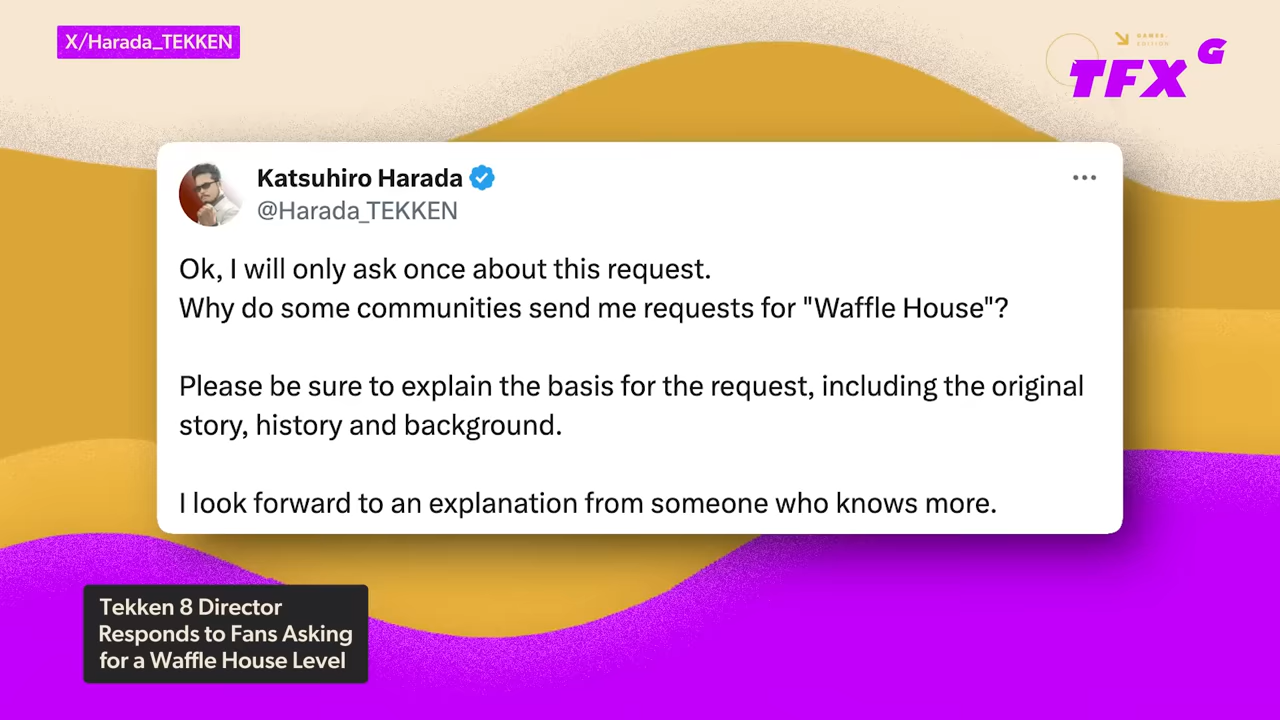 X/Harada_TEKKEN
GAMES
EDITION
TFX G
Katsuhiro Harada
@Harada_TEKKEN
Ok, I will only ask once about this request.
Why do some communities send me requests for "Waffle House"?
Please be sure to explain the basis for the request, including the original
story, history and background.
I look forward to an explanation from someone who knows more.
Tekken 8 Director
Responds to Fans Asking
for a Waffle House Level